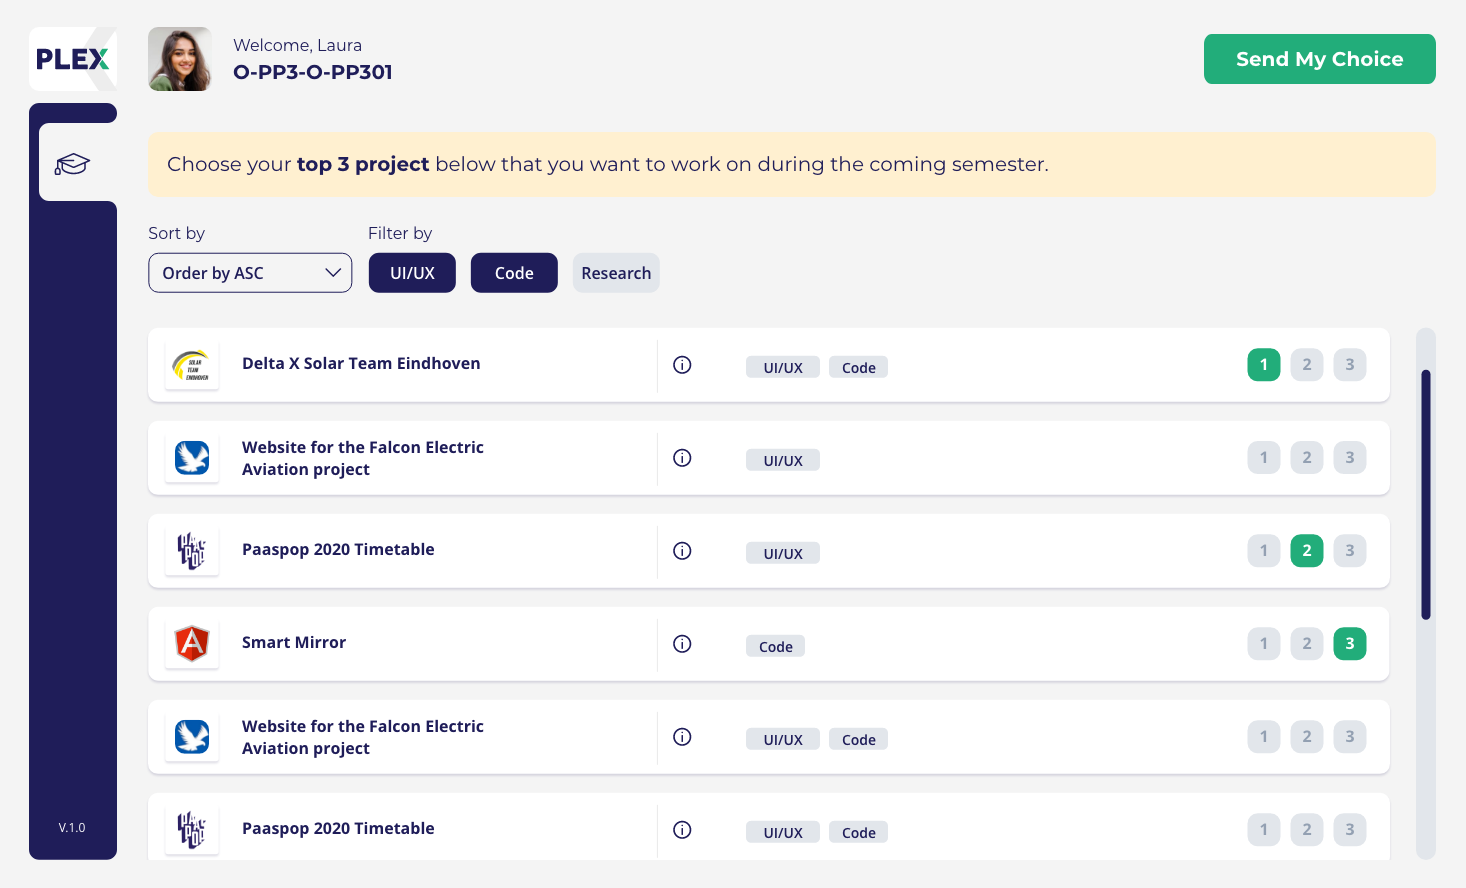 PLEX
Welcome, Laura
O-PP3-O-PP301
Send My Choice
Choose your top 3 project below that you want to work on during the coming semester.
Sort by
Filter by
Order by ASC
UI/UX
Code
Research
SOLAR
TEAM
EINDHOVEN
Delta X Solar Team Eindhoven
UI/UX
Code
1 2 3
Website for the Falcon Electric
Aviation project
UI/UX
1 2 3
Paaspop 2020 Timetable
UI/UX
1 2 3
Smart Mirror
Code
1 2 3
Website for the Falcon Electric
Aviation project
UI/UX
Code
1 2 3
Paaspop 2020 Timetable
UI/UX
Code
1 2 3
V.1.0